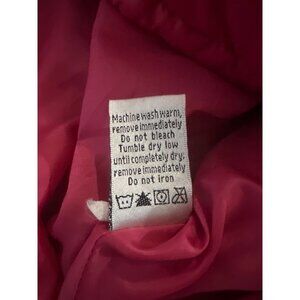 Machine wash warm,
remove immediately
Do not bleach
Tumble dry low
until completely dry,
remove immediately
Do not iron